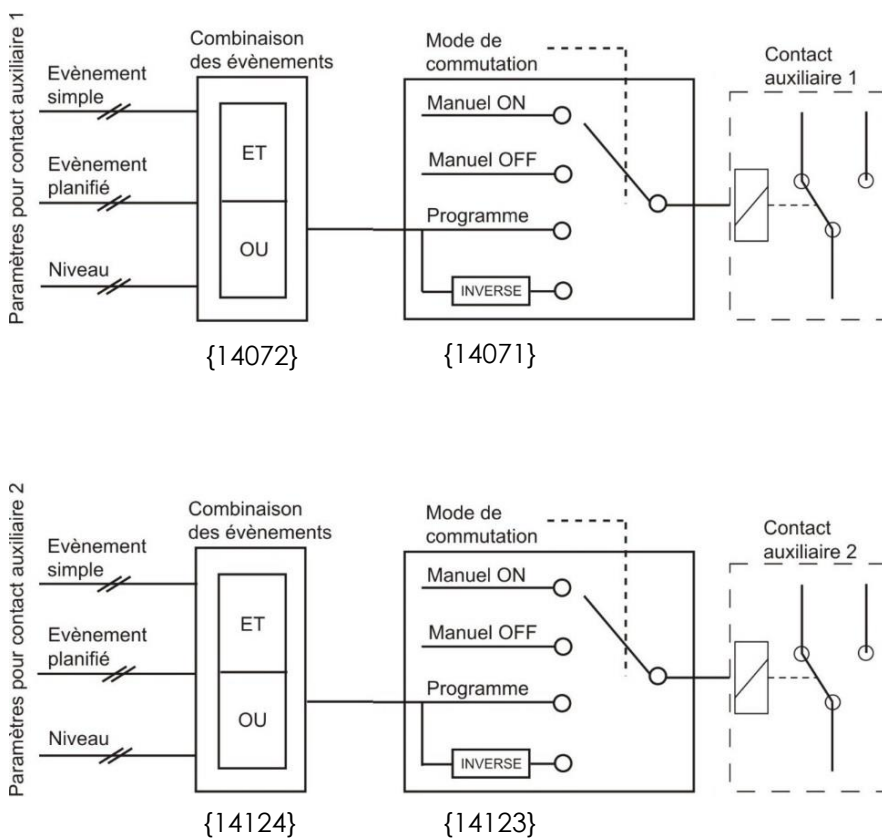 Paramètres pour contact auxiliaire 1
Evènement
simple
Evènement
planifié
Niveau
Combinaison
des évènements
ET
OU
{14072}
Mode de
commutation
Manuel ON
Manuel OFF
Programme
INVERSE
{14071}
Contact
auxiliaire 1
Paramètres pour contact auxiliaire 2
Evènement
simple
Evènement
planifié
Niveau
Combinaison
des évènements
ET
OU
{14124}
Mode de
commutation
Manuel ON
Manuel OFF
Programme
INVERSE
{14123}
Contact
auxiliaire 2